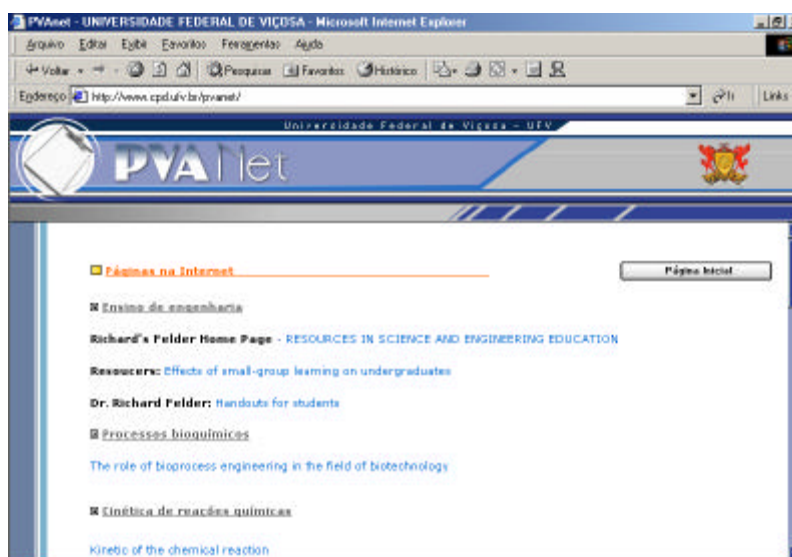 PVAnet - UNIVERSIDADE FEDERAL DE VIÇOSA - Microsoft Internet Explorer
Arquivo Editar Exibir Favoritos Ferramentas Ajuda
Voltar Pesquisar Favoritos Histórico
Endereço http://www.cpd.ufv.br/pvanet/ Ir Links
Universidade Federal de Viçosa - UFV
PVANet
Páginas na Internet Página Inicial
Ensino de engenharia
Richard's Felder Home Page - RESOURCES IN SCIENCE AND ENGINEERING EDUCATION
Resoucers: Effects of small-group learning on undergraduates
Dr. Richard Felder: Handouts for students
Processos bioquímicos
The role of bioprocess engineering in the field of biotechnology
Cinética de reações químicas
Kinetic of the chemical reaction